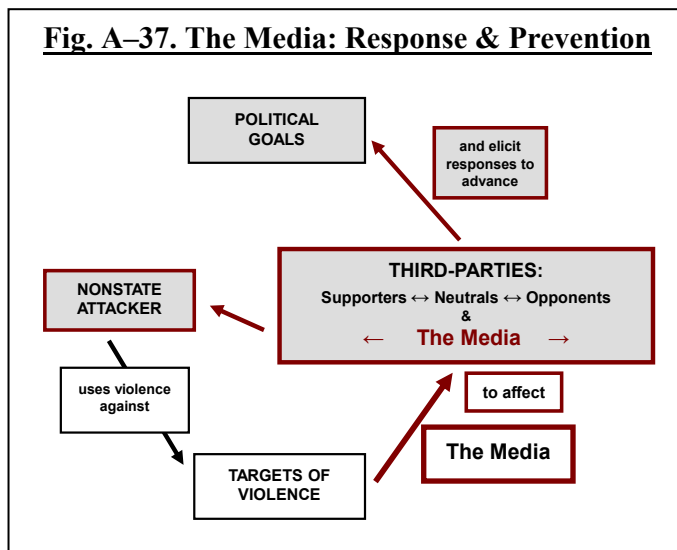 Fig. A–37. The Media: Response & Prevention
POLITICAL
GOALS
and elicit
responses to
advance
THIRD-PARTIES:
Supporters ↔ Neutrals ↔ Opponents
&
← The Media →
NONSTATE
ATTACKER
uses violence
against
to affect
The Media
TARGETS OF
VIOLENCE